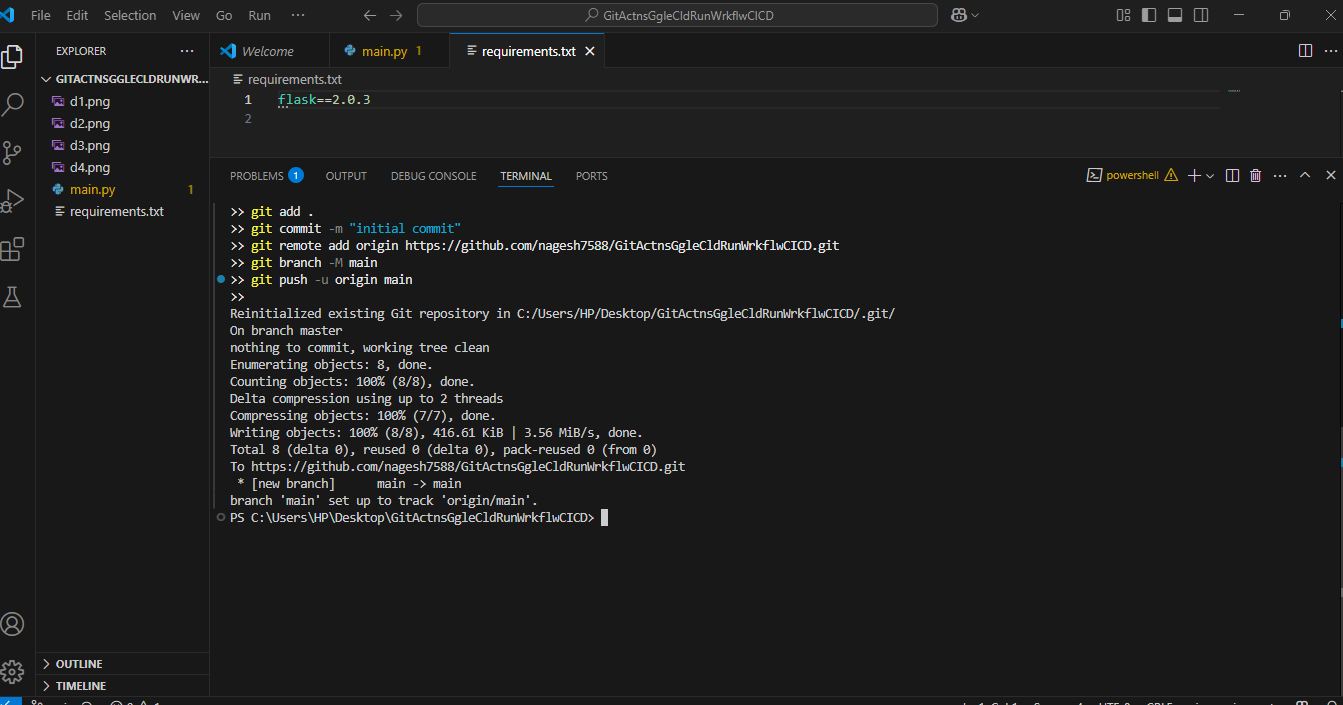 File Edit Selection View Go Run ··· GitActnsGgleCldRunWrkflwCICD
EXPLORER ···
GITACTNSGGLECLDRUNWR...
d1.png
d2.png
d3.png
d4.png
main.py 1
requirements.txt
OUTLINE
TIMELINE
Welcome main.py 1 requirements.txt
requirements.txt
1 flask==2.0.3
2
PROBLEMS 1 OUTPUT DEBUG CONSOLE TERMINAL PORTS powershell
>> git add .
>> git commit -m "initial commit"
>> git remote add origin https://github.com/nagesh7588/GitActnsGgleCldRunWrkflwCICD.git
>> git branch -M main
>> git push -u origin main
>>
Reinitialized existing Git repository in C:/Users/HP/Desktop/GitActnsGgleCldRunWrkflwCICD/.git/
On branch master
nothing to commit, working tree clean
Enumerating objects: 8, done.
Counting objects: 100% (8/8), done.
Delta compression using up to 2 threads
Compressing objects: 100% (7/7), done.
Writing objects: 100% (8/8), 416.61 KiB | 3.56 MiB/s, done.
Total 8 (delta 0), reused 0 (delta 0), pack-reused 0 (from 0)
To https://github.com/nagesh7588/GitActnsGgleCldRunWrkflwCICD.git
 * [new branch]      main -> main
branch 'main' set up to track 'origin/main'.
PS C:\Users\HP\Desktop\GitActnsGgleCldRunWrkflwCICD>